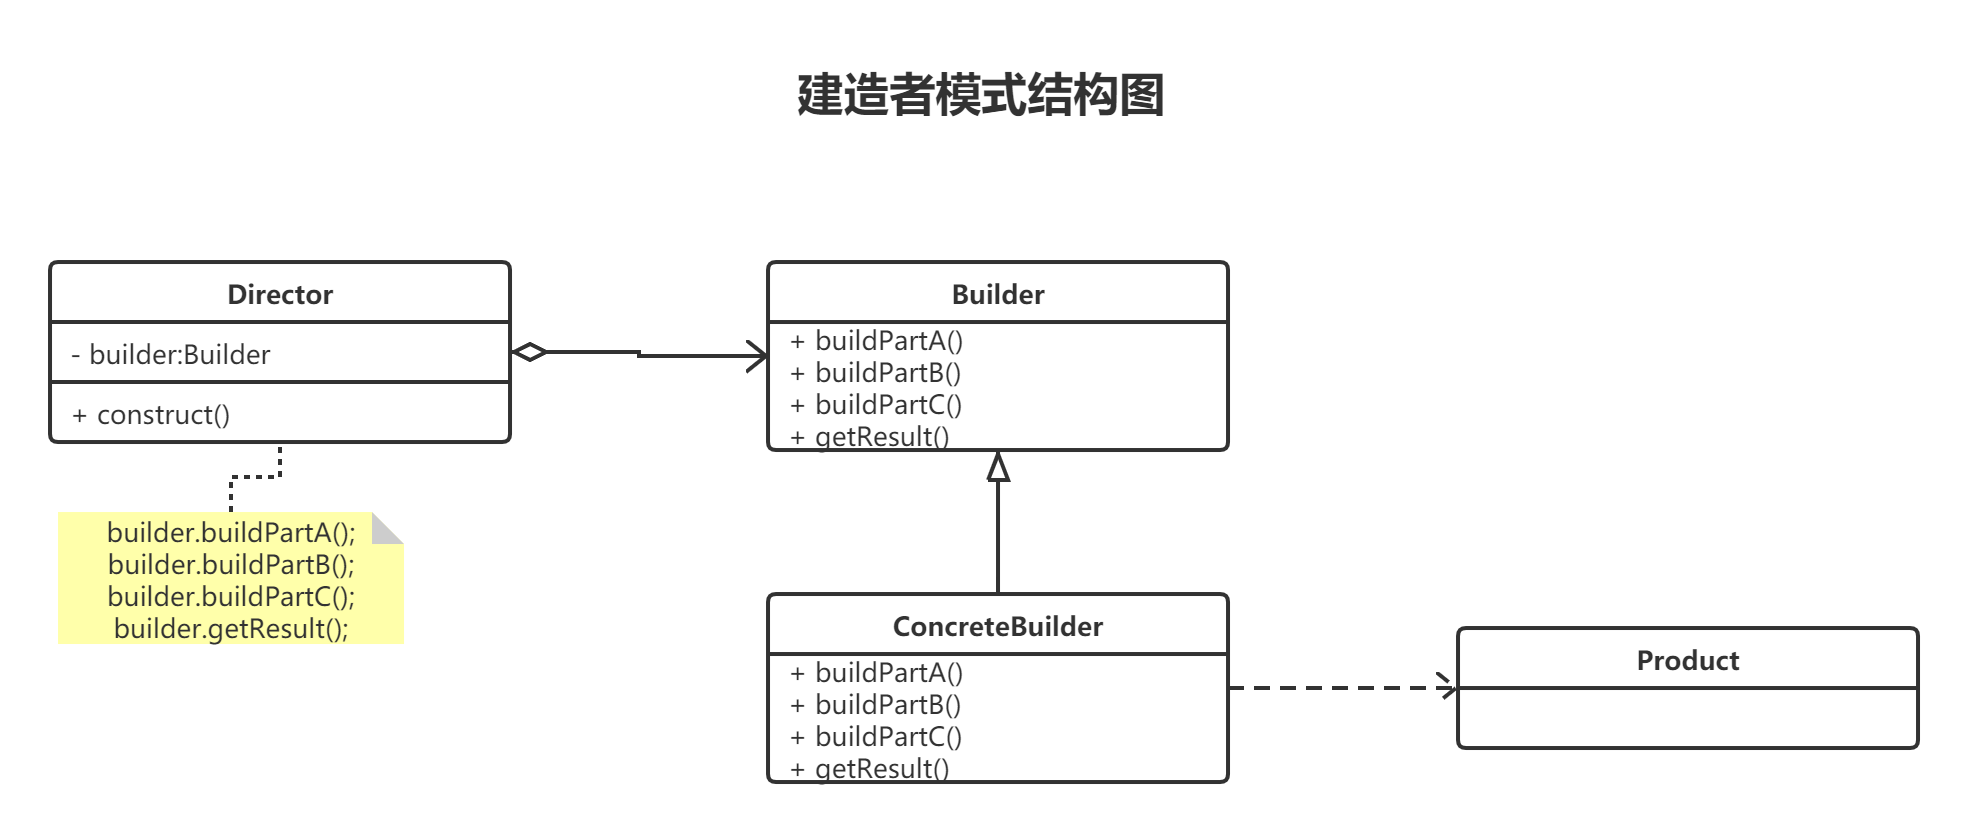 建造者模式结构图
Director
- builder:Builder
+ construct()
builder.buildPartA();
builder.buildPartB();
builder.buildPartC();
builder.getResult();
Builder
+ buildPartA()
+ buildPartB()
+ buildPartC()
+ getResult()
ConcreteBuilder
+ buildPartA()
+ buildPartB()
+ buildPartC()
+ getResult()
Product